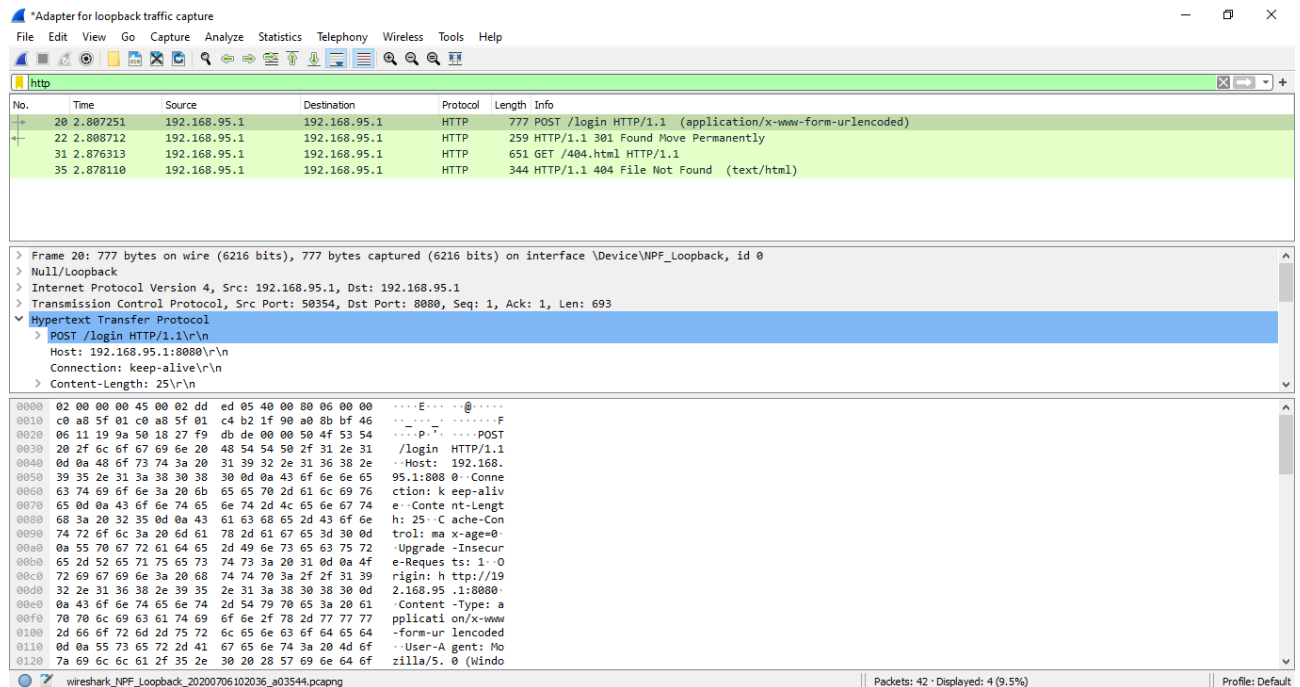 *Adapter for loopback traffic capture
File Edit View Go Capture Analyze Statistics Telephony Wireless Tools Help
http
No. Time Source Destination Protocol Length Info
20 2.807251 192.168.95.1 192.168.95.1 HTTP 777 POST /login HTTP/1.1 (application/x-www-form-urlencoded)
22 2.808712 192.168.95.1 192.168.95.1 HTTP 259 HTTP/1.1 301 Found Move Permanently
31 2.876313 192.168.95.1 192.168.95.1 HTTP 651 GET /404.html HTTP/1.1
35 2.878110 192.168.95.1 192.168.95.1 HTTP 344 HTTP/1.1 404 File Not Found (text/html)
> Frame 20: 777 bytes on wire (6216 bits), 777 bytes captured (6216 bits) on interface \Device\NPF_Loopback, id 0
> Null/Loopback
> Internet Protocol Version 4, Src: 192.168.95.1, Dst: 192.168.95.1
> Transmission Control Protocol, Src Port: 50354, Dst Port: 8080, Seq: 1, Ack: 1, Len: 693
Hypertext Transfer Protocol
> POST /login HTTP/1.1\r\n
Host: 192.168.95.1:8080\r\n
Connection: keep-alive\r\n
> Content-Length: 25\r\n
0000 02 00 00 00 45 00 02 dd ed 05 40 00 80 06 00 00 ····E··· ··@·····
0010 c0 a8 5f 01 c0 a8 5f 01 c4 b2 1f 90 a0 8b bf 46 ··_···_· ·······F
0020 06 11 19 9a 50 18 27 f9 db de 00 00 50 4f 53 54 ····P·'· ····POST
0030 20 2f 6c 6f 67 69 6e 20 48 54 54 50 2f 31 2e 31 /login HTTP/1.1
0040 0d 0a 48 6f 73 74 3a 20 31 39 32 2e 31 36 38 2e ··Host: 192.168.
0050 39 35 2e 31 3a 38 30 38 30 0d 0a 43 6f 6e 6e 65 95.1:808 0··Conne
0060 63 74 69 6f 6e 3a 20 6b 65 65 70 2d 61 6c 69 76 ction: k eep-aliv
0070 65 0d 0a 43 6f 6e 74 65 6e 74 2d 4c 65 6e 67 74 e··Conte nt-Lengt
0080 68 3a 20 32 35 0d 0a 43 61 63 68 65 2d 43 6f 6e h: 25··C ache-Con
0090 74 72 6f 6c 3a 20 6d 61 78 2d 61 67 65 3d 30 0d trol: ma x-age=0·
00a0 0a 55 70 67 72 61 64 65 2d 49 6e 73 65 63 75 72 ·Upgrade -Insecur
00b0 65 2d 52 65 71 75 65 73 74 73 3a 20 31 0d 0a 4f e-Reques ts: 1··O
00c0 72 69 67 69 6e 3a 20 68 74 74 70 3a 2f 2f 31 39 rigin: h ttp://19
00d0 32 2e 31 36 38 2e 39 35 2e 31 3a 38 30 38 30 0d 2.168.95 .1:8080·
00e0 0a 43 6f 6e 74 65 6e 74 2d 54 79 70 65 3a 20 61 ·Content -Type: a
00f0 70 70 6c 69 63 61 74 69 6f 6e 2f 78 2d 77 77 77 pplicati on/x-www
0100 2d 66 6f 72 6d 2d 75 72 6c 65 6e 63 6f 64 65 64 -form-ur lencoded
0110 0d 0a 55 73 65 72 2d 41 67 65 6e 74 3a 20 4d 6f ··User-A gent: Mo
0120 7a 69 6c 6c 61 2f 35 2e 30 20 28 57 69 6e 64 6f zilla/5. 0 (Windo
wireshark_NPF_Loopback_20200706102036_a03544.pcapng Packets: 42 · Displayed: 4 (9.5%) Profile: Default